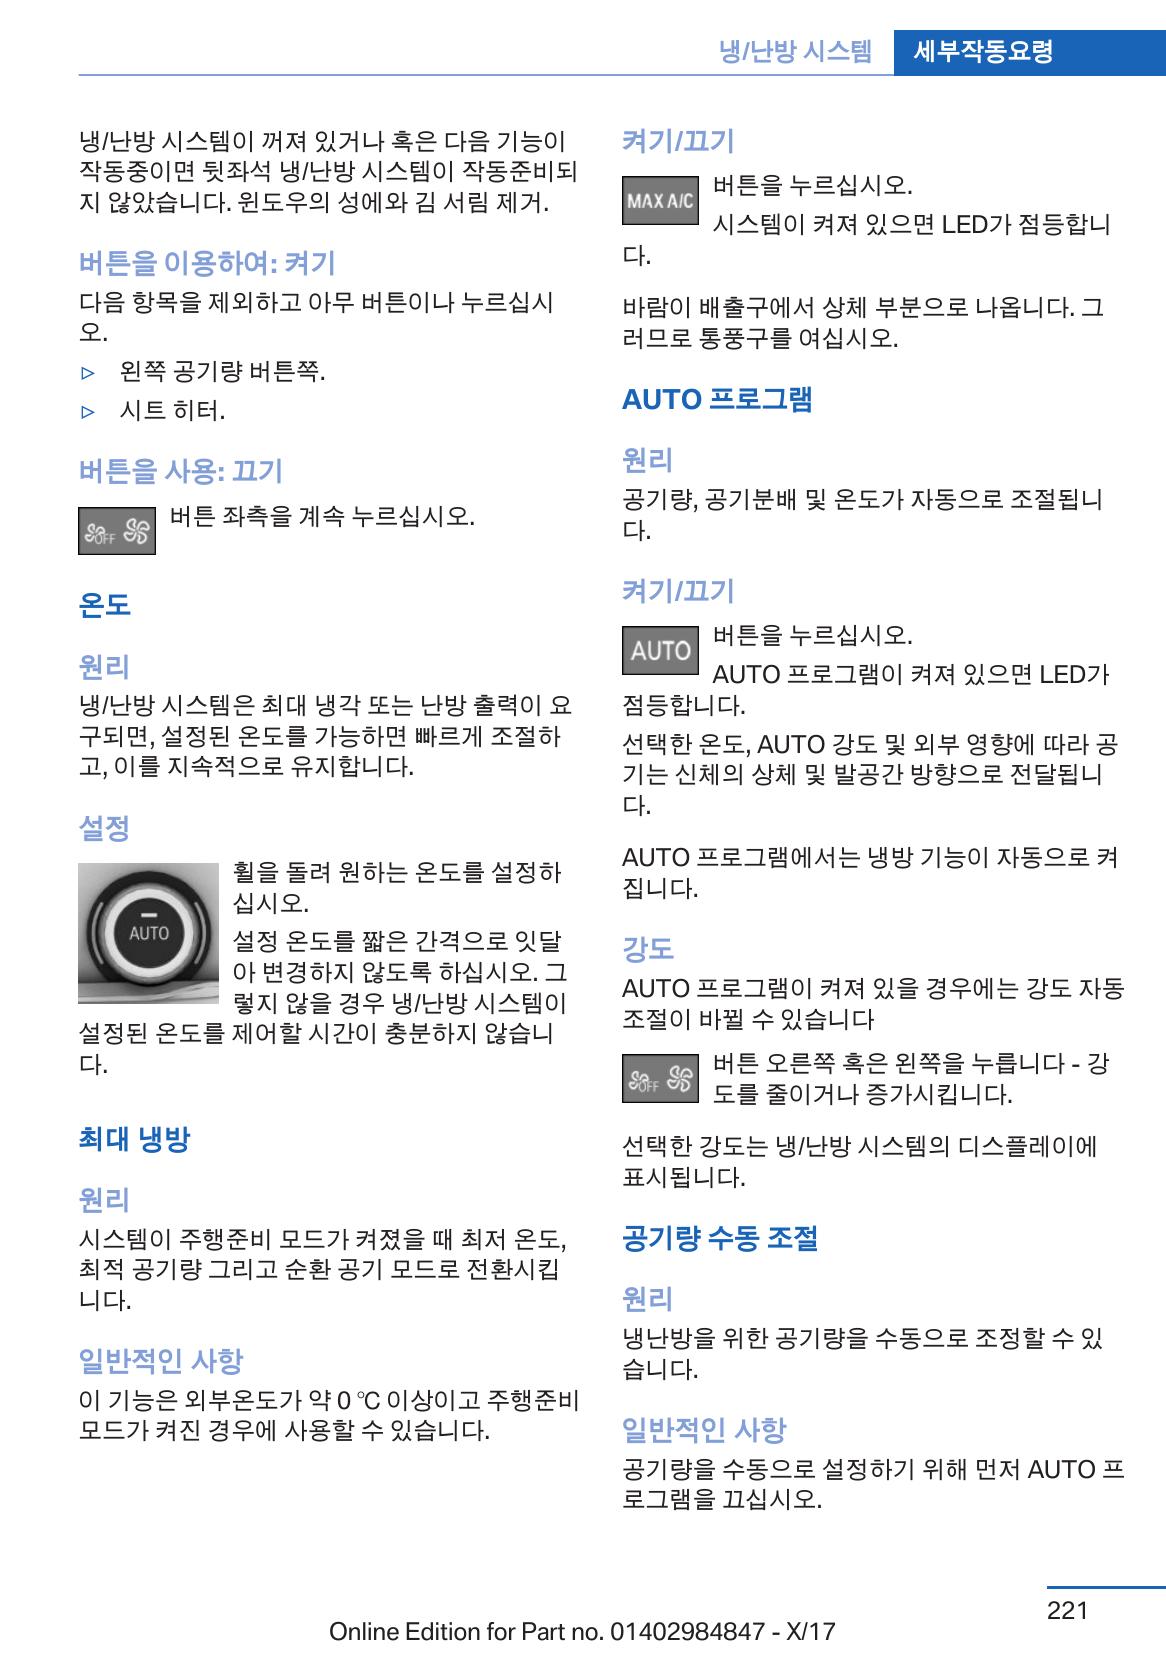 냉/난방 시스템 세부작동요령
냉/난방 시스템이 꺼져 있거나 혹은 다음 기능이
작동중이면 뒷좌석 냉/난방 시스템이 작동준비되
지 않았습니다. 윈도우의 성에와 김 서림 제거.
버튼을 이용하여: 켜기
다음 항목을 제외하고 아무 버튼이나 누르십시
오.
▷ 왼쪽 공기량 버튼쪽.
▷ 시트 히터.
버튼을 사용: 끄기
OFF
버튼 좌측을 계속 누르십시오.
온도
원리
냉/난방 시스템은 최대 냉각 또는 난방 출력이 요
구되면, 설정된 온도를 가능하면 빠르게 조절하
고, 이를 지속적으로 유지합니다.
설정
AUTO
휠을 돌려 원하는 온도를 설정하
십시오.
설정 온도를 짧은 간격으로 잇달
아 변경하지 않도록 하십시오. 그
렇지 않을 경우 냉/난방 시스템이
설정된 온도를 제어할 시간이 충분하지 않습니
다.
최대 냉방
원리
시스템이 주행준비 모드가 켜졌을 때 최저 온도,
최적 공기량 그리고 순환 공기 모드로 전환시킵
니다.
일반적인 사항
이 기능은 외부온도가 약 0 ℃ 이상이고 주행준비
모드가 켜진 경우에 사용할 수 있습니다.
켜기/끄기
MAX A/C
버튼을 누르십시오.
시스템이 켜져 있으면 LED가 점등합니
다.
바람이 배출구에서 상체 부분으로 나옵니다. 그
러므로 통풍구를 여십시오.
AUTO 프로그램
원리
공기량, 공기분배 및 온도가 자동으로 조절됩니
다.
켜기/끄기
AUTO
버튼을 누르십시오.
AUTO 프로그램이 켜져 있으면 LED가
점등합니다.
선택한 온도, AUTO 강도 및 외부 영향에 따라 공
기는 신체의 상체 및 발공간 방향으로 전달됩니
다.
AUTO 프로그램에서는 냉방 기능이 자동으로 켜
집니다.
강도
AUTO 프로그램이 켜져 있을 경우에는 강도 자동
조절이 바뀔 수 있습니다
OFF
버튼 오른쪽 혹은 왼쪽을 누릅니다 - 강
도를 줄이거나 증가시킵니다.
선택한 강도는 냉/난방 시스템의 디스플레이에
표시됩니다.
공기량 수동 조절
원리
냉난방을 위한 공기량을 수동으로 조정할 수 있
습니다.
일반적인 사항
공기량을 수동으로 설정하기 위해 먼저 AUTO 프
로그램을 끄십시오.
221
Online Edition for Part no. 01402984847 - X/17